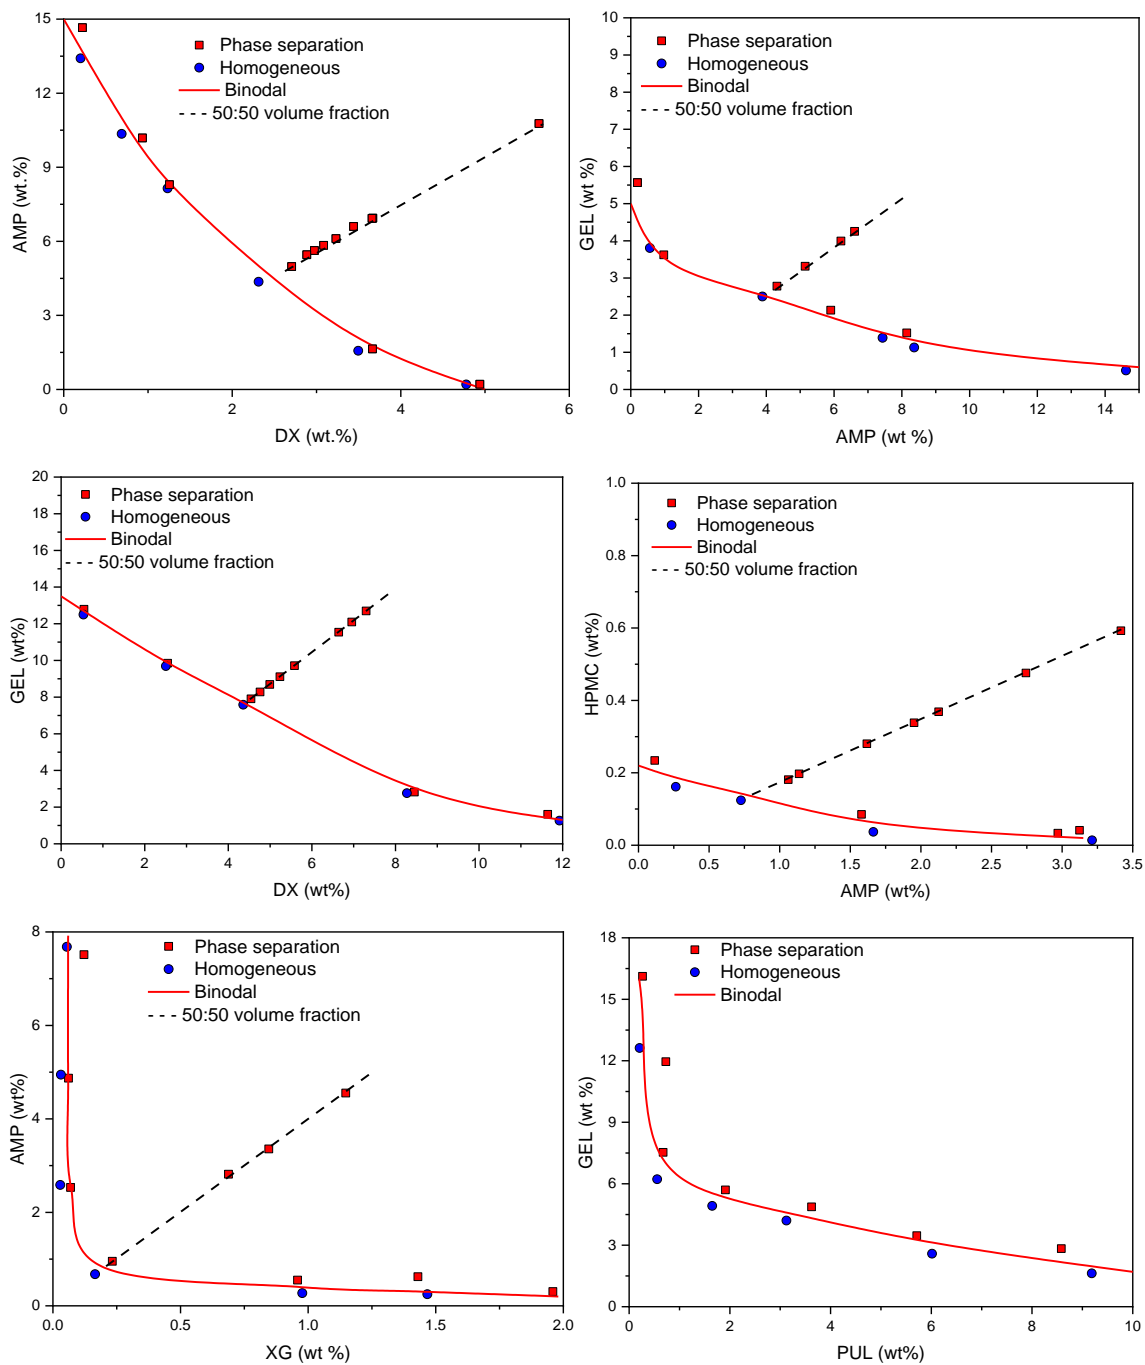 15
12
9
6
3
0
AMP (wt.%)
Phase separation
Homogeneous
Binodal
50:50 volume fraction
0 2 4 6
DX (wt.%)
10
9
8
7
6
5
4
3
2
1
0
GEL (wt %)
Phase separation
Homogeneous
Binodal
50:50 volume fraction
0 2 4 6 8 10 12 14
AMP (wt %)
20
18
16
14
12
10
8
6
4
2
0
GEL (wt%)
Phase separation
Homogeneous
Binodal
50:50 volume fraction
0 2 4 6 8 10 12
DX (wt%)
1.0
0.8
0.6
0.4
0.2
0.0
HPMC (wt%)
Phase separation
Homogeneous
Binodal
50:50 volume fraction
0.0 0.5 1.0 1.5 2.0 2.5 3.0 3.5
AMP (wt%)
8
6
4
2
0
AMP (wt%)
Phase separation
Homogeneous
Binodal
50:50 volume fraction
0.0 0.5 1.0 1.5 2.0
XG (wt %)
18
15
12
9
6
3
0
GEL (wt %)
Phase separation
Homogeneous
Binodal
0 2 4 6 8 10
PUL (wt%)